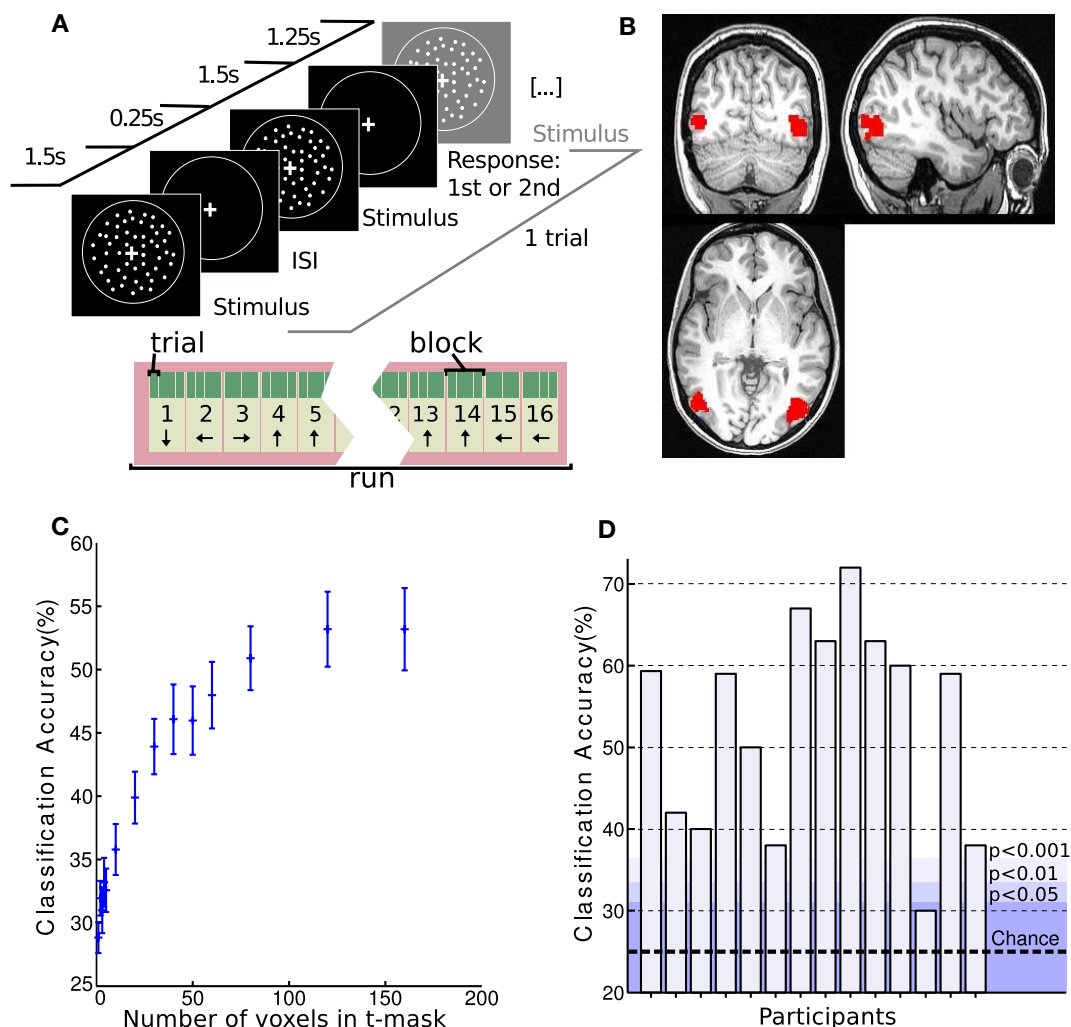 A
1.25s
1.5s
0.25s
1.5s
[...]
Stimulus
Response:
1st or 2nd
Stimulus
1 trial
ISI
Stimulus
trial
block
1 2 3 4 5 2 13 14 15 16
↓ ← → ↑ ↑ ↑ ↑ ← ←
run
B
C
Classification Accuracy(%)
60
55
50
45
40
35
30
25
0 50 100 150 200
Number of voxels in t-mask
D
Classification Accuracy(%)
70
60
50
40
30
20
p<0.001
p<0.01
p<0.05
Chance
Participants